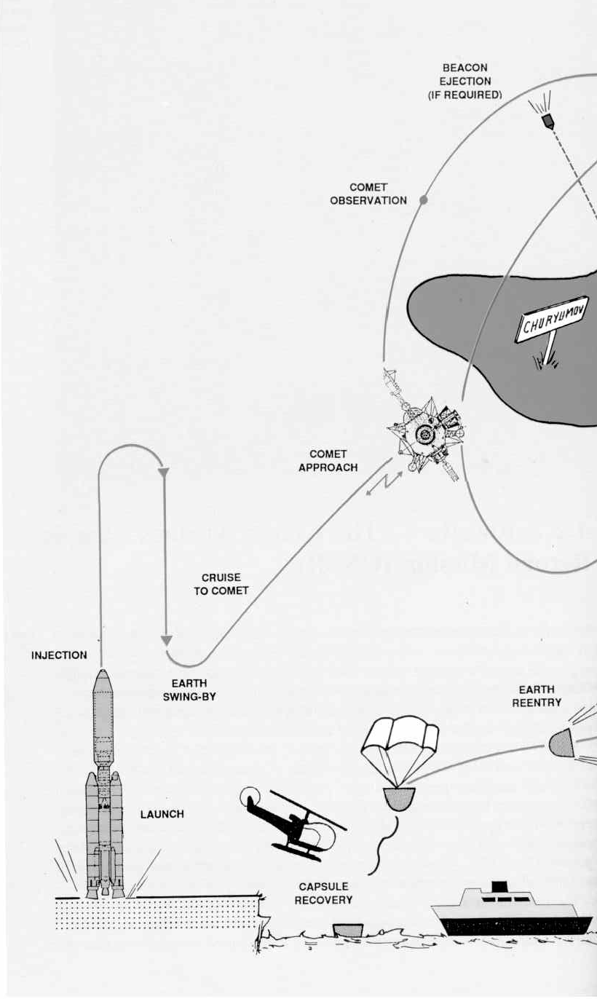 BEACON
EJECTION
(IF REQUIRED)
COMET
OBSERVATION
CHURYUMOV
COMET
APPROACH
CRUISE
TO COMET
INJECTION
EARTH
SWING-BY
EARTH
REENTRY
LAUNCH
CAPSULE
RECOVERY